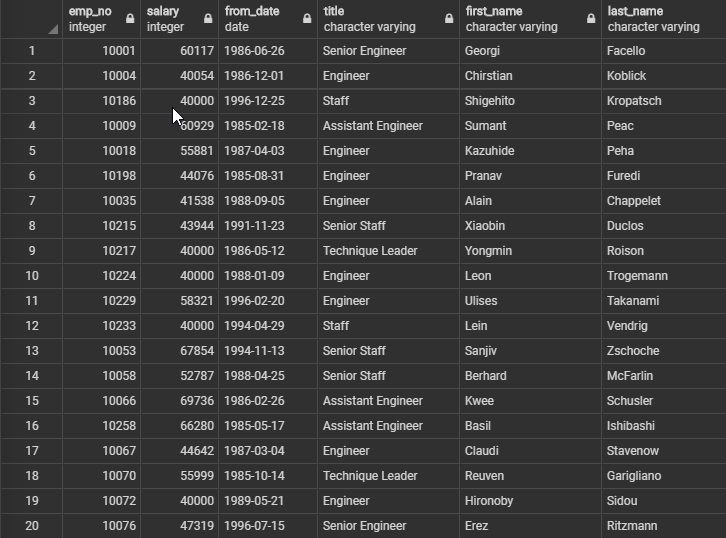 emp_no salary from_date title first_name last_name
integer integer date character varying character varying character varying
1 10001 60117 1986-06-26 Senior Engineer Georgi Facello
2 10004 40054 1986-12-01 Engineer Chirstian Koblick
3 10186 40000 1996-12-25 Staff Shigehito Kropatsch
4 10009 60929 1985-02-18 Assistant Engineer Sumant Peac
5 10018 55881 1987-04-03 Engineer Kazuhide Peha
6 10198 44076 1985-08-31 Engineer Pranav Furedi
7 10035 41538 1988-09-05 Engineer Alain Chappelet
8 10215 43944 1991-11-23 Senior Staff Xiaobin Duclos
9 10217 40000 1986-05-12 Technique Leader Yongmin Roison
10 10224 40000 1988-01-09 Engineer Leon Trogemann
11 10229 58321 1996-02-20 Engineer Ulises Takanami
12 10233 40000 1994-04-29 Staff Lein Vendrig
13 10053 67854 1994-11-13 Senior Staff Sanjiv Zschoche
14 10058 52787 1988-04-25 Senior Staff Berhard McFarlin
15 10066 69736 1986-02-26 Assistant Engineer Kwee Schusler
16 10258 66280 1985-05-17 Assistant Engineer Basil Ishibashi
17 10067 44642 1987-03-04 Engineer Claudi Stavenow
18 10070 55999 1985-10-14 Technique Leader Reuven Garigliano
19 10072 40000 1989-05-21 Engineer Hironoby Sidou
20 10076 47319 1996-07-15 Senior Engineer Erez Ritzmann